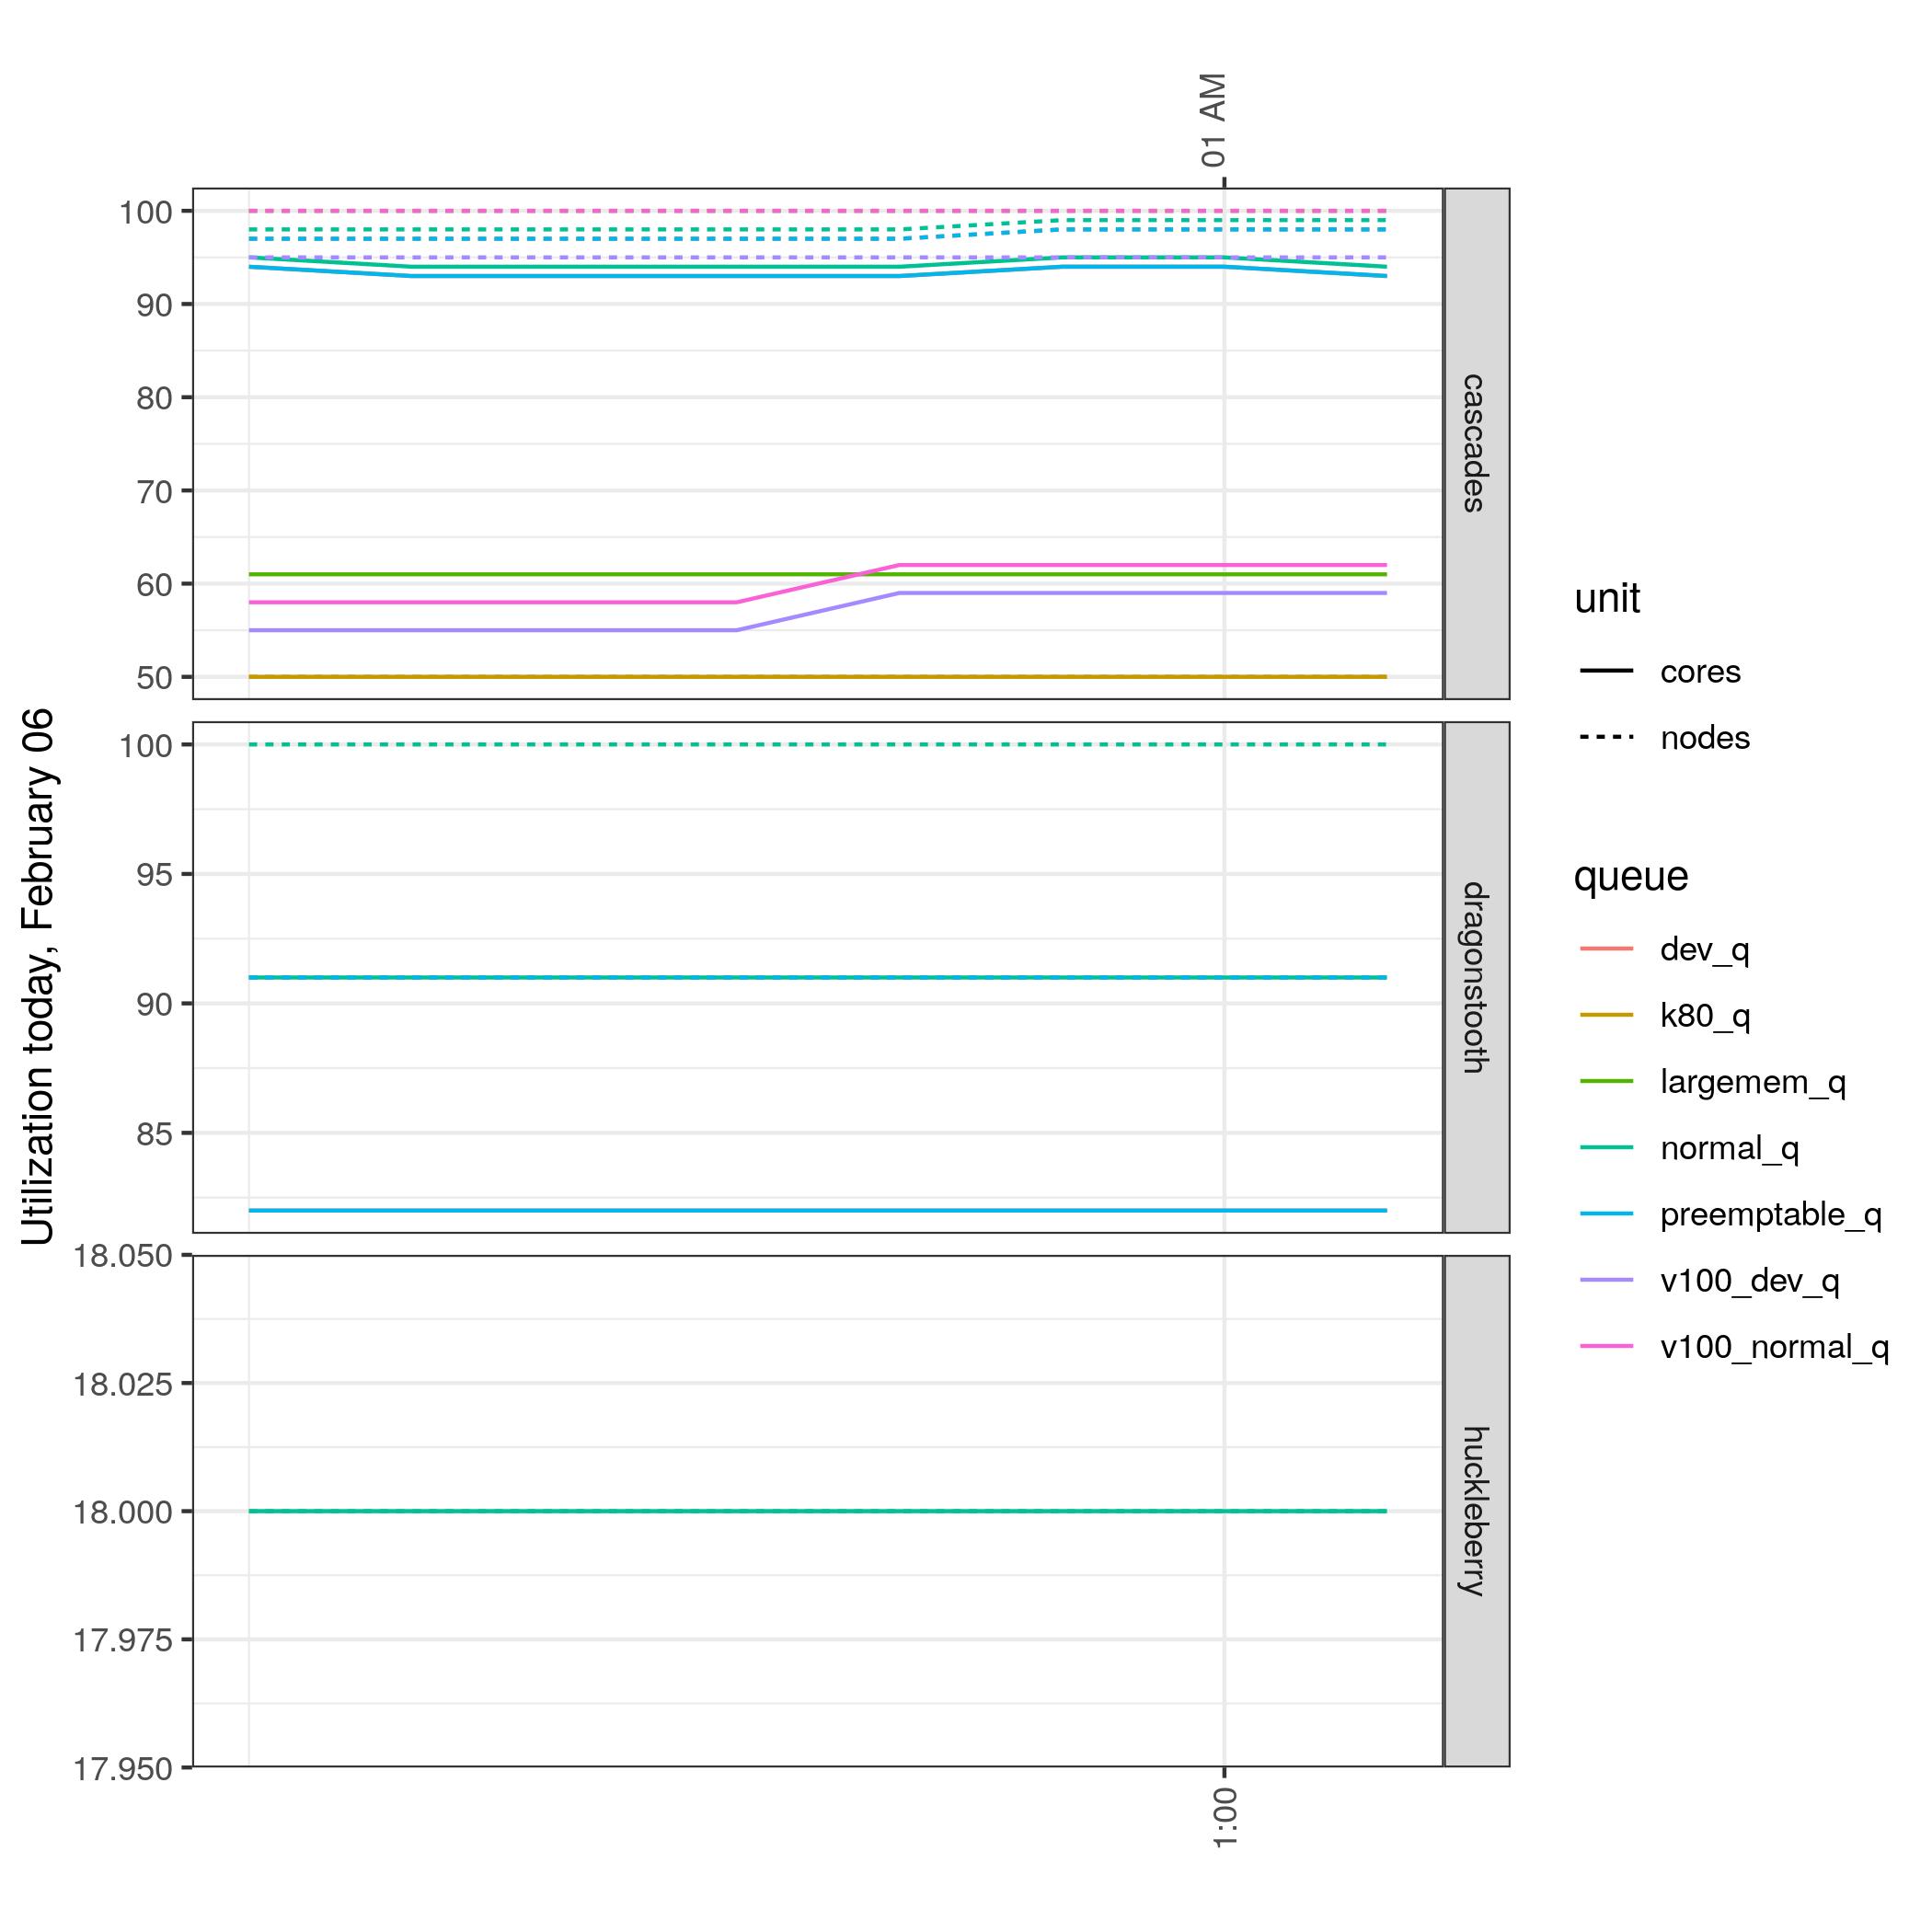 01 AM
100
90
80
70
60
50
cascades
100
95
90
85
dragonstooth
18.050
18.025
18.000
17.975
17.950
huckleberry
1:00
Utilization today, February 06
unit
cores
nodes
queue
dev_q
k80_q
largemem_q
normal_q
preemptable_q
v100_dev_q
v100_normal_q